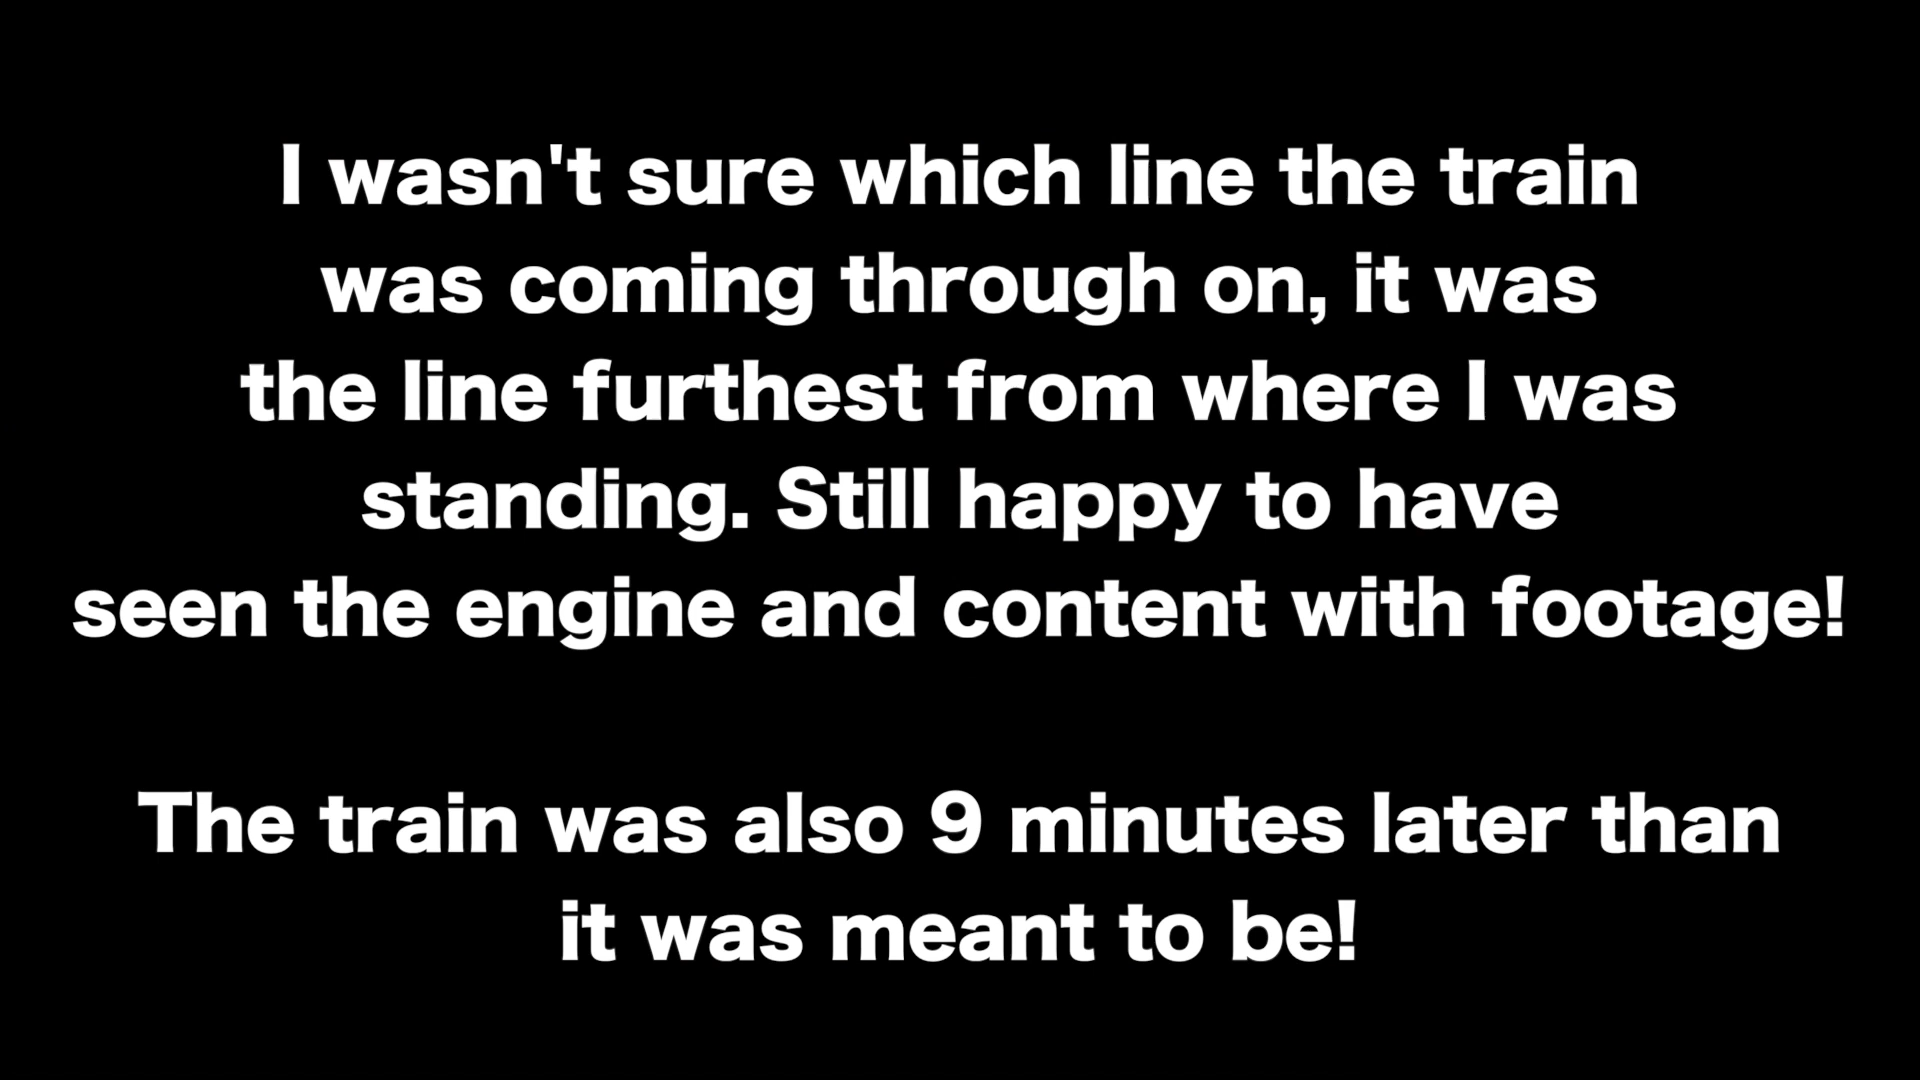 I wasn't sure which line the train
was coming through on, it was
the line furthest from where I was
standing. Still happy to have
seen the engine and content with footage!
The train was also 9 minutes later than
it was meant to be!